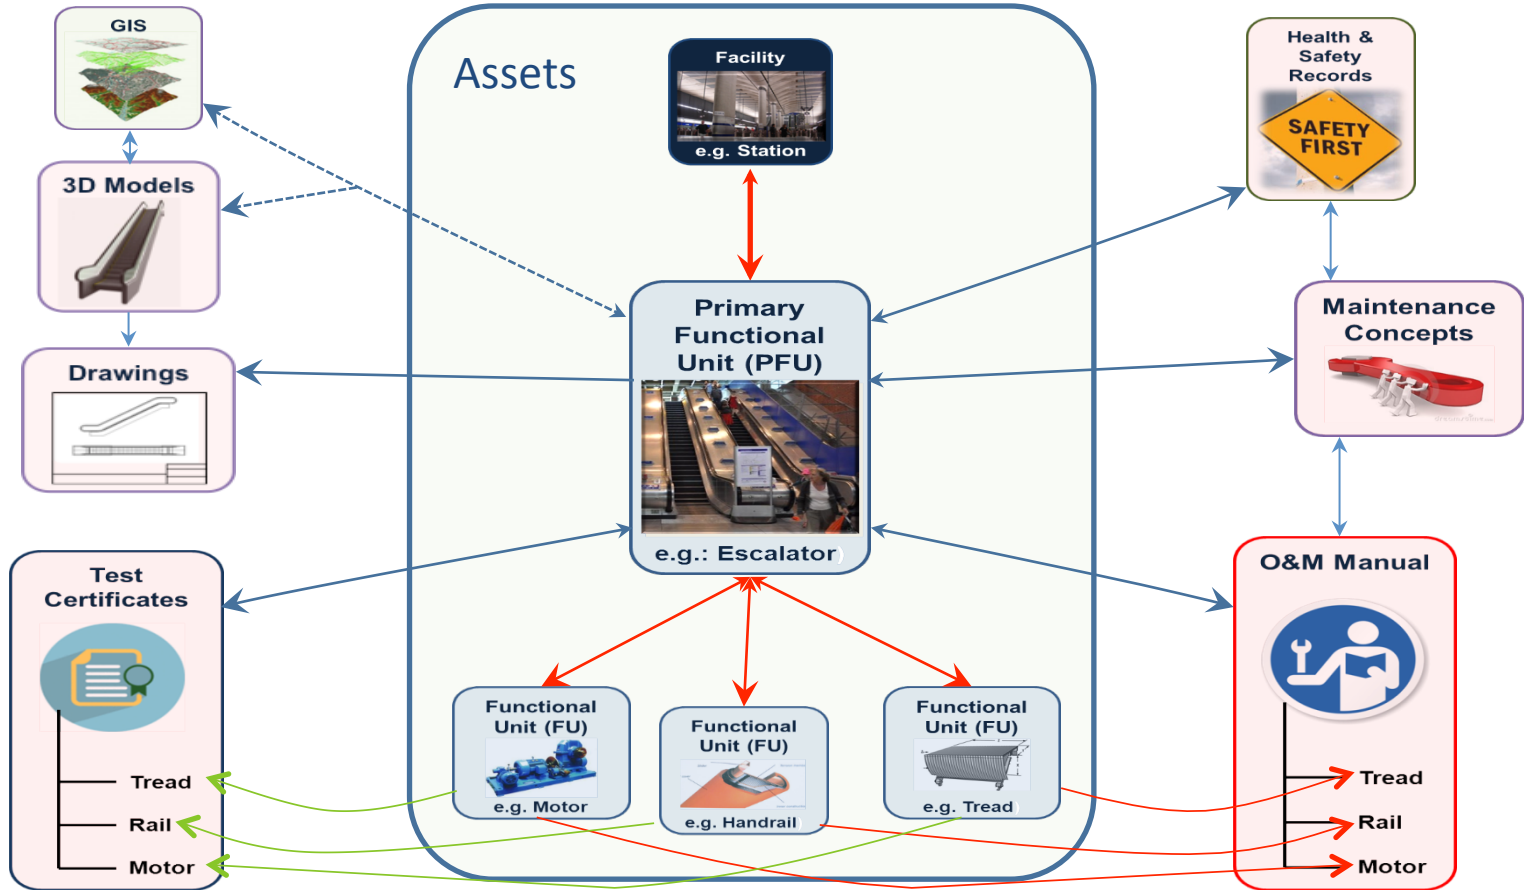 GIS
3D Models
Drawings
Test
Certificates
Tread
Rail
Motor
Assets
Facility
e.g. Station
Primary
Functional
Unit (PFU)
e.g.: Escalator)
Functional
Unit (FU)
e.g. Motor
Functional
Unit (FU)
e.g. Handrail)
Functional
Unit (FU)
e.g. Tread)
Health &
Safety
Records
SAFETY
FIRST
Maintenance
Concepts
O&M Manual
Tread
Rail
Motor